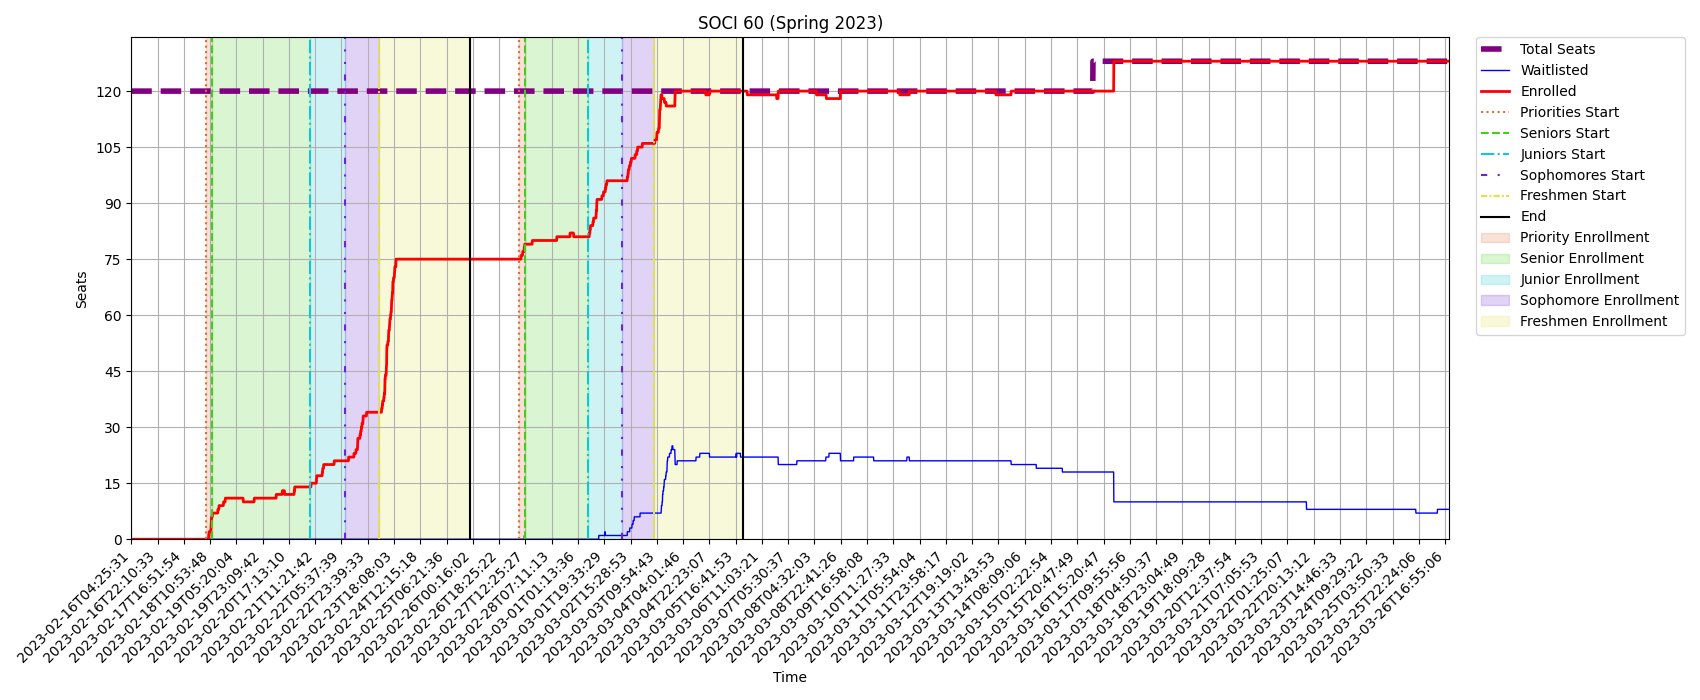 SOCI 60 (Spring 2023)
Seats
120
105
90
75
60
45
30
15
0
2023-02-16T04:25:31
2023-02-16T22:10:33
2023-02-17T16:51:54
2023-02-18T10:53:48
2023-02-19T05:20:04
2023-02-19T23:09:42
2023-02-20T17:13:10
2023-02-21T11:21:42
2023-02-22T05:37:39
2023-02-22T23:39:33
2023-02-23T18:08:03
2023-02-24T12:15:18
2023-02-25T06:21:36
2023-02-26T00:16:02
2023-02-26T18:25:22
2023-02-27T12:25:27
2023-02-28T07:11:13
2023-03-01T01:13:36
2023-03-01T19:33:29
2023-03-02T15:28:53
2023-03-03T09:54:43
2023-03-04T04:01:46
2023-03-04T22:23:07
2023-03-05T16:41:53
2023-03-06T11:03:21
2023-03-07T05:30:37
2023-03-08T04:32:03
2023-03-08T22:41:26
2023-03-09T16:58:08
2023-03-10T11:27:33
2023-03-11T05:54:04
2023-03-11T23:58:17
2023-03-12T19:19:02
2023-03-13T13:43:53
2023-03-14T08:09:06
2023-03-15T02:22:54
2023-03-15T20:47:49
2023-03-16T15:20:47
2023-03-17T09:55:56
2023-03-18T04:50:37
2023-03-18T23:04:49
2023-03-19T18:09:28
2023-03-20T12:37:54
2023-03-21T07:05:53
2023-03-22T01:25:07
2023-03-22T20:13:12
2023-03-23T14:46:33
2023-03-24T09:29:22
2023-03-25T03:50:33
2023-03-25T22:24:06
2023-03-26T16:55:06
Time
Total Seats
Waitlisted
Enrolled
Priorities Start
Seniors Start
Juniors Start
Sophomores Start
Freshmen Start
End
Priority Enrollment
Senior Enrollment
Junior Enrollment
Sophomore Enrollment
Freshmen Enrollment